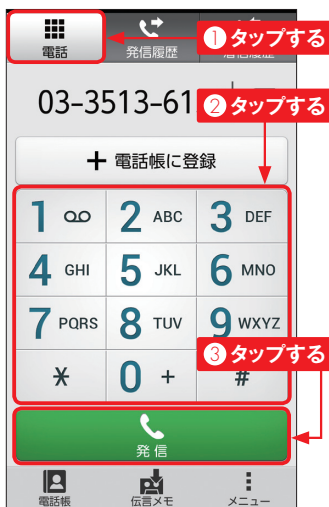 電話
発信履歴
①タップする
03-3513-61
②タップする
+ 電話帳に登録
1
2 ABC
3 DEF
4 GHI
5 JKL
6 MNO
7 PQRS
8 TUV
9 WXYZ
③タップする
*
0 +
#
発信
電話帳
伝言メモ
メニュー